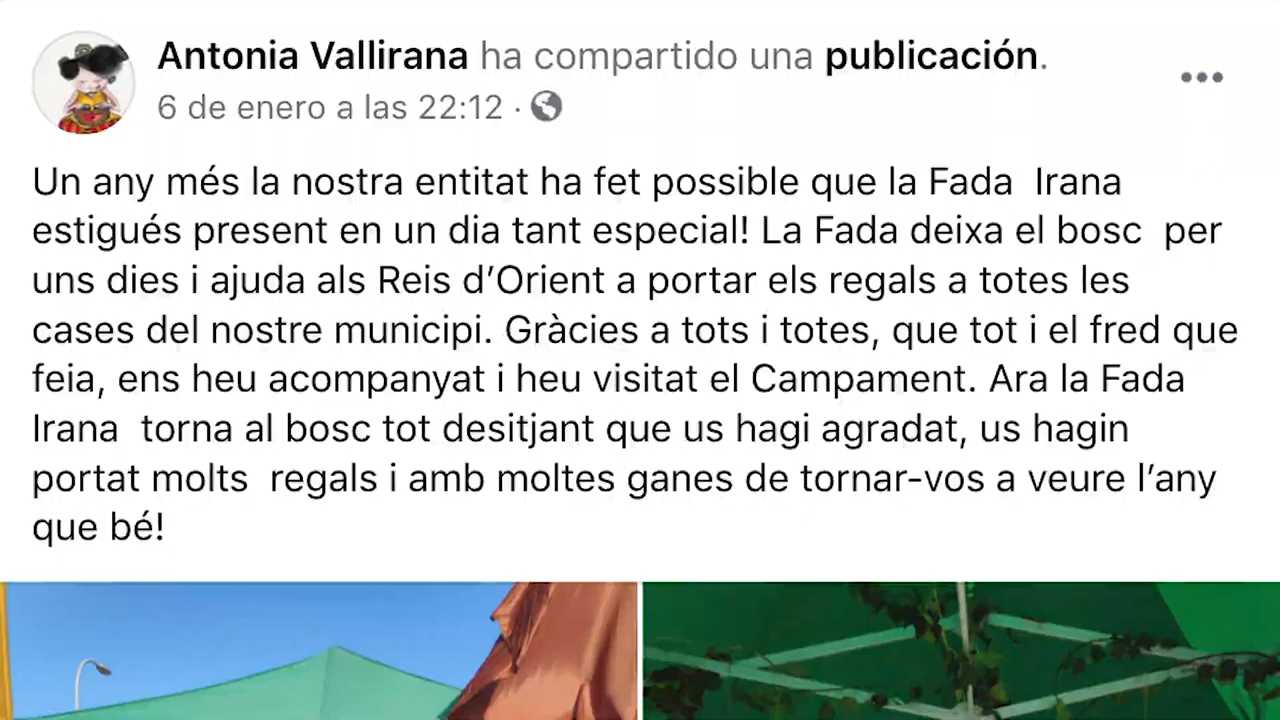 Antonia Vallirana ha compartido una publicación.
6 de enero a las 22:12 ·
Un any més la nostra entitat ha fet possible que la Fada  Irana
estigués present en un dia tant especial! La Fada deixa el bosc  per
uns dies i ajuda als Reis d’Orient a portar els regals a totes les
cases del nostre municipi. Gràcies a tots i totes, que tot i el fred que
feia, ens heu acompanyat i heu visitat el Campament. Ara la Fada
Irana  torna al bosc tot desitjant que us hagi agradat, us hagin
portat molts  regals i amb moltes ganes de tornar-vos a veure l’any
que bé!